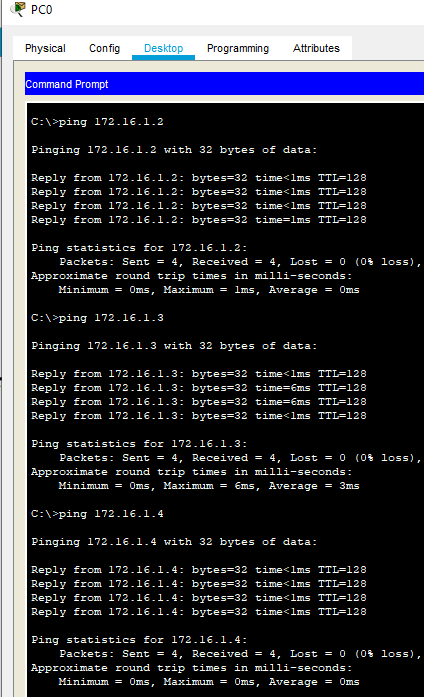 PC0
Physical Config Desktop Programming Attributes
Command Prompt
C:\>ping 172.16.1.2
Pinging 172.16.1.2 with 32 bytes of data:
Reply from 172.16.1.2: bytes=32 time<1ms TTL=128
Reply from 172.16.1.2: bytes=32 time<1ms TTL=128
Reply from 172.16.1.2: bytes=32 time<1ms TTL=128
Reply from 172.16.1.2: bytes=32 time=1ms TTL=128
Ping statistics for 172.16.1.2:
    Packets: Sent = 4, Received = 4, Lost = 0 (0% loss),
Approximate round trip times in milli-seconds:
    Minimum = 0ms, Maximum = 1ms, Average = 0ms
C:\>ping 172.16.1.3
Pinging 172.16.1.3 with 32 bytes of data:
Reply from 172.16.1.3: bytes=32 time<1ms TTL=128
Reply from 172.16.1.3: bytes=32 time=6ms TTL=128
Reply from 172.16.1.3: bytes=32 time=6ms TTL=128
Reply from 172.16.1.3: bytes=32 time<1ms TTL=128
Ping statistics for 172.16.1.3:
    Packets: Sent = 4, Received = 4, Lost = 0 (0% loss),
Approximate round trip times in milli-seconds:
    Minimum = 0ms, Maximum = 6ms, Average = 3ms
C:\>ping 172.16.1.4
Pinging 172.16.1.4 with 32 bytes of data:
Reply from 172.16.1.4: bytes=32 time<1ms TTL=128
Reply from 172.16.1.4: bytes=32 time<1ms TTL=128
Reply from 172.16.1.4: bytes=32 time<1ms TTL=128
Reply from 172.16.1.4: bytes=32 time<1ms TTL=128
Ping statistics for 172.16.1.4:
    Packets: Sent = 4, Received = 4, Lost = 0 (0% loss),
Approximate round trip times in milli-seconds:
    Minimum = 0ms, Maximum = 0ms, Average = 0ms